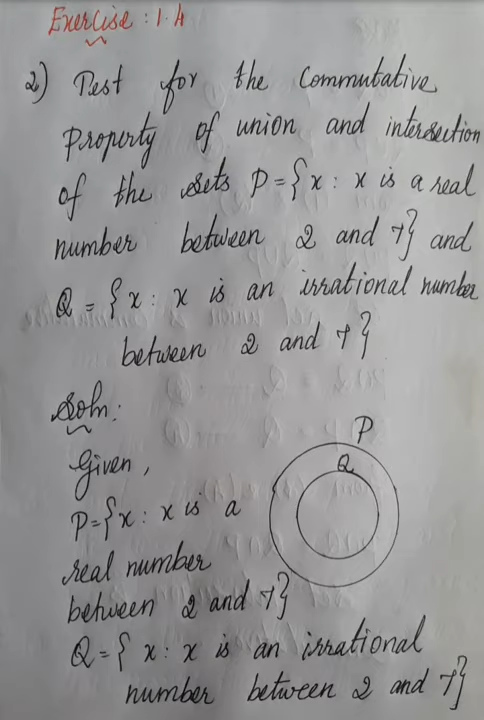 Exercise : 1.4
2) Test for the Commutative
Property of union and intersection
of the sets P={x: x is a real
number between 2 and 7} and
Q = {x: x is an irrational number
between 2 and 7}
Soln:
P
Q
Given,
P={x: x is a
real number
between 2 and 7}
Q={ x: x is an irrational
number between 2 and 7}